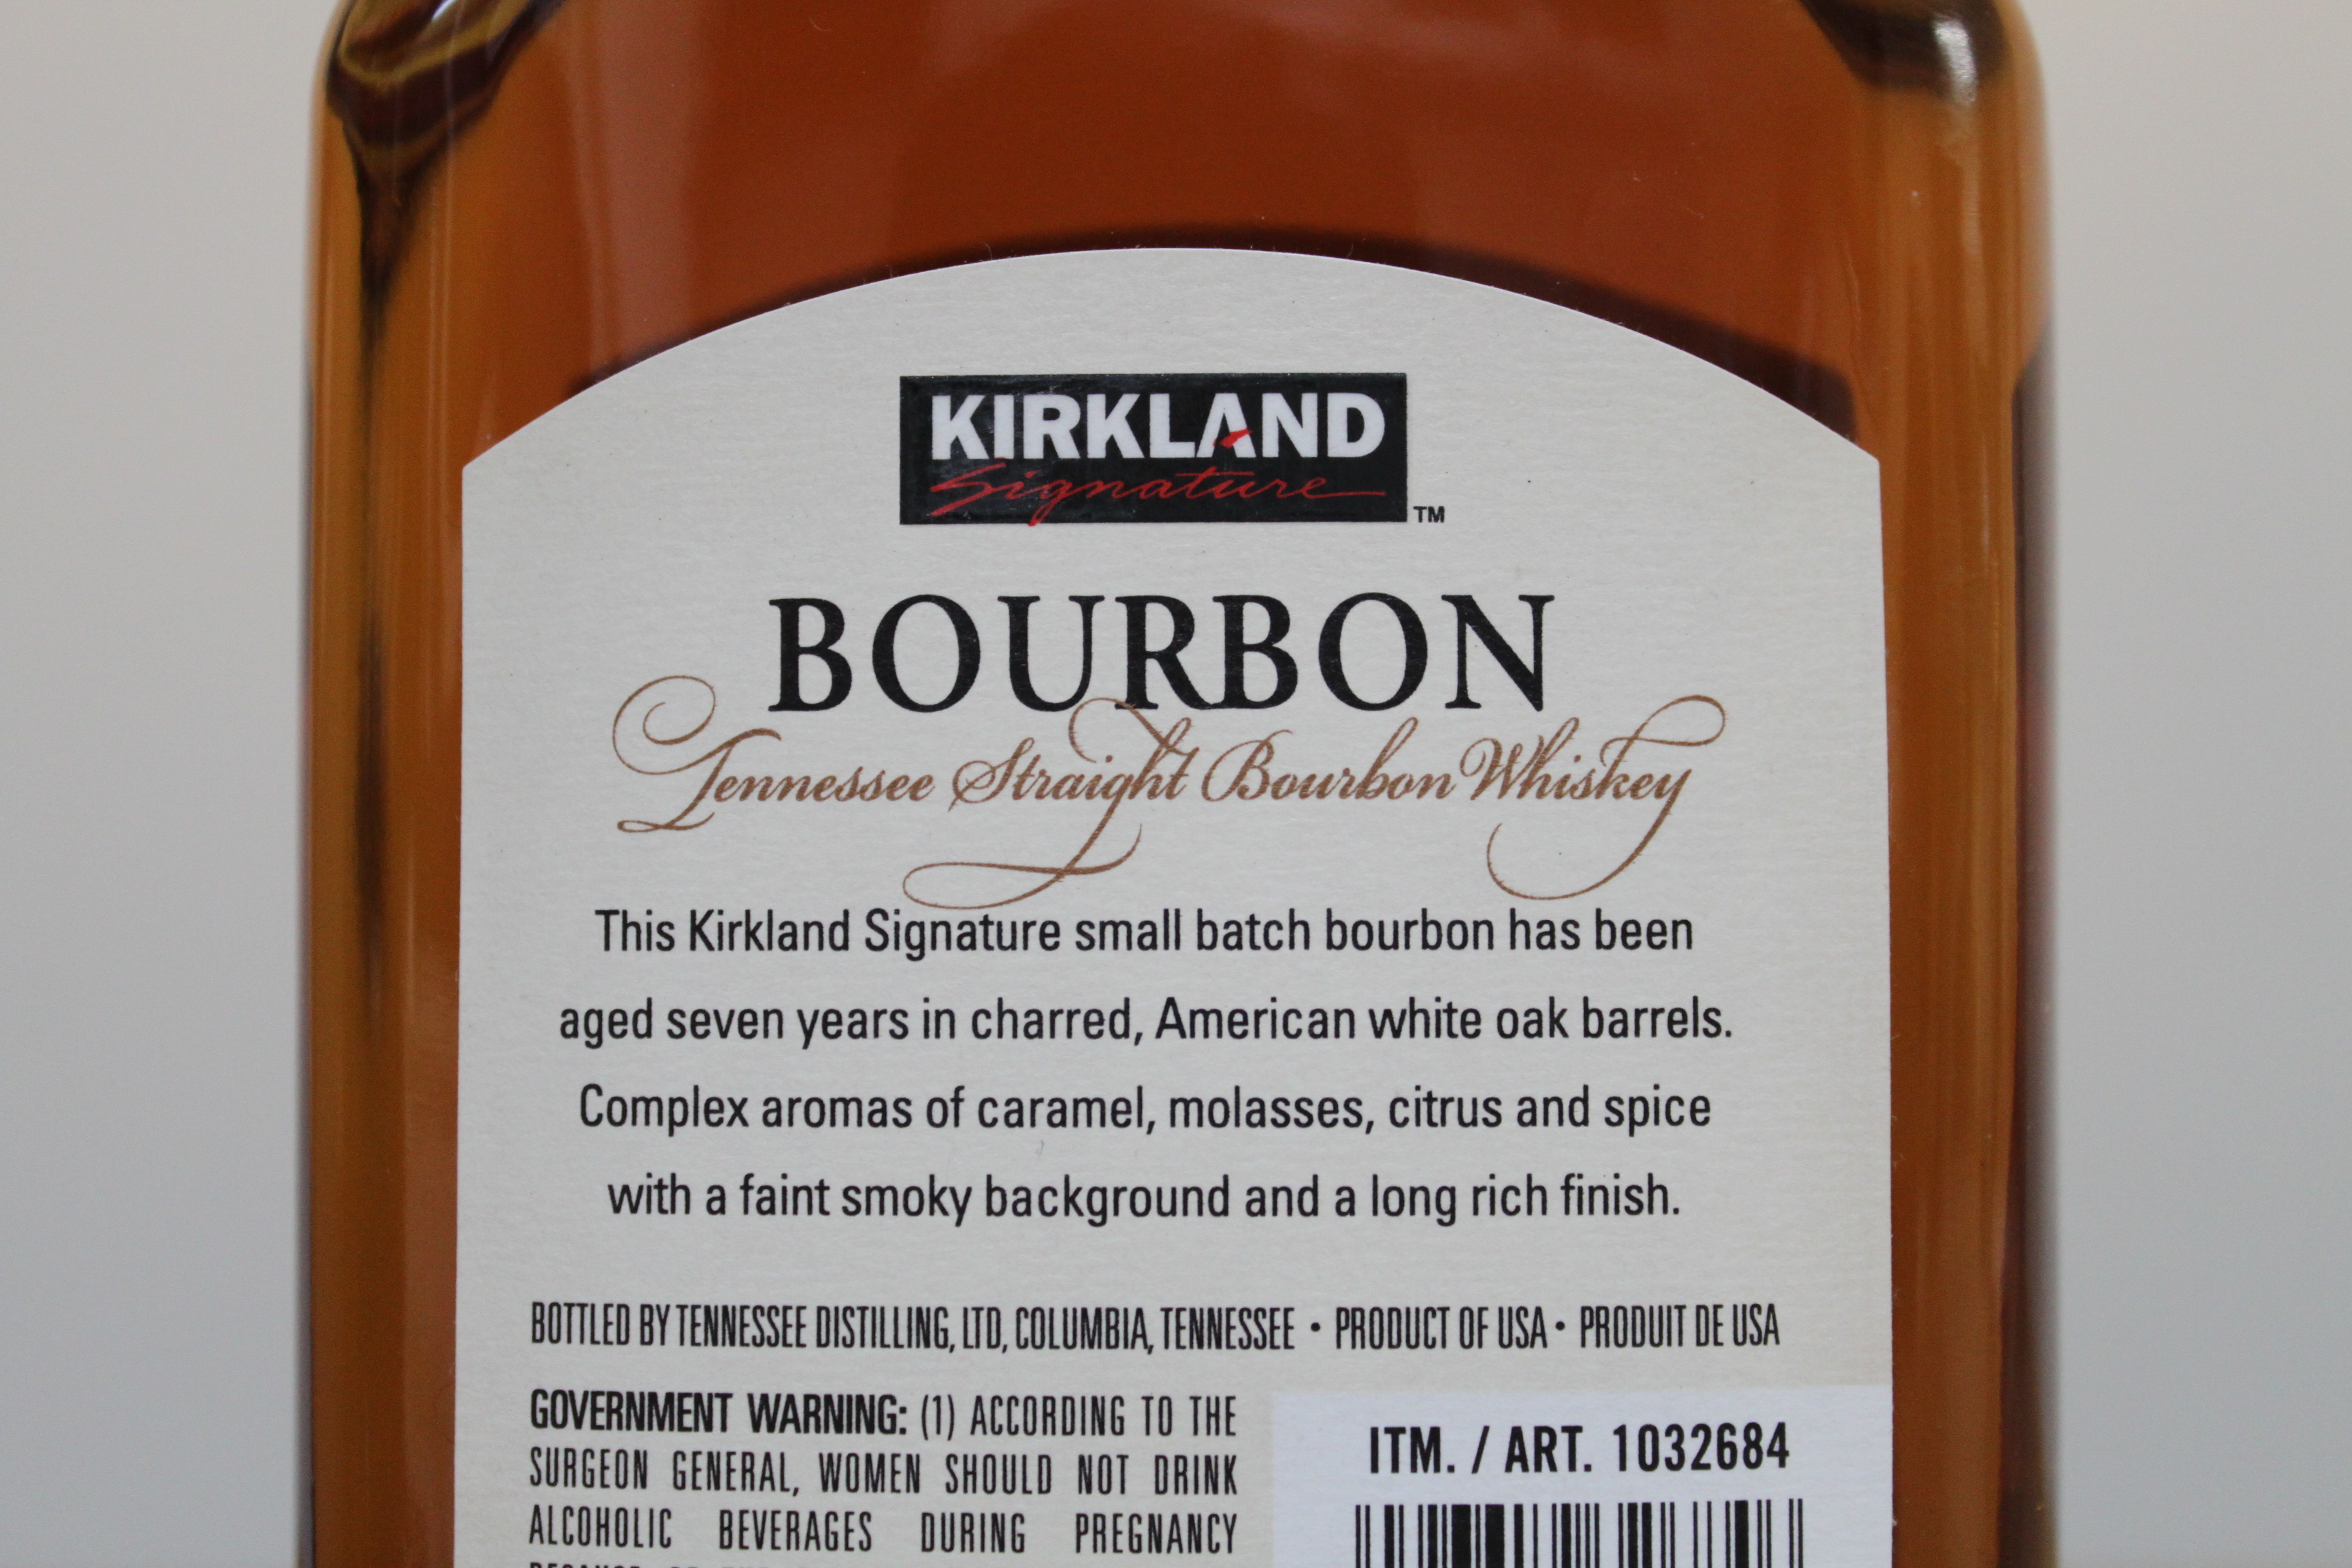 KIRKLAND
Signature™
BOURBON
Tennessee Straight Bourbon Whiskey
This Kirkland Signature small batch bourbon has been
aged seven years in charred, American white oak barrels.
Complex aromas of caramel, molasses, citrus and spice
with a faint smoky background and a long rich finish.
BOTTLED BY TENNESSEE DISTILLING, LTD, COLUMBIA, TENNESSEE • PRODUCT OF USA • PRODUIT DE USA
GOVERNMENT WARNING: (1) ACCORDING TO THE
SURGEON GENERAL, WOMEN SHOULD NOT DRINK
ALCOHOLIC BEVERAGES DURING PREGNANCY
ITM. / ART. 1032684